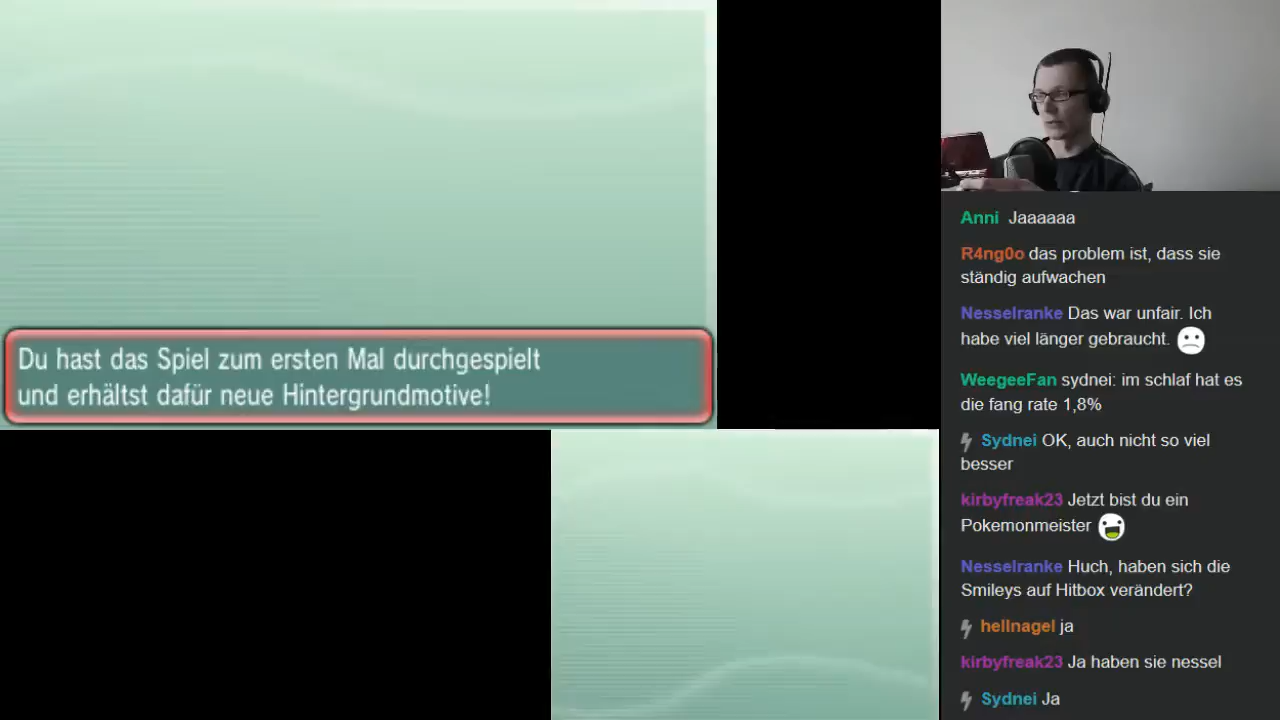 Du hast das Spiel zum ersten Mal durchgespielt
und erhältst dafür neue Hintergrundmotive!
Anni Jaaaaaa
R4ng0o das problem ist, dass sie
ständig aufwachen
Nesselranke Das war unfair. Ich
habe viel länger gebraucht.
WeegeeFan sydnei: im schlaf hat es
die fang rate 1,8%
Sydnei OK, auch nicht so viel
besser
kirbyfreak23 Jetzt bist du ein
Pokemonmeister
Nesselranke Huch, haben sich die
Smileys auf Hitbox verändert?
hellnagel ja
kirbyfreak23 Ja haben sie nessel
Sydnei Ja